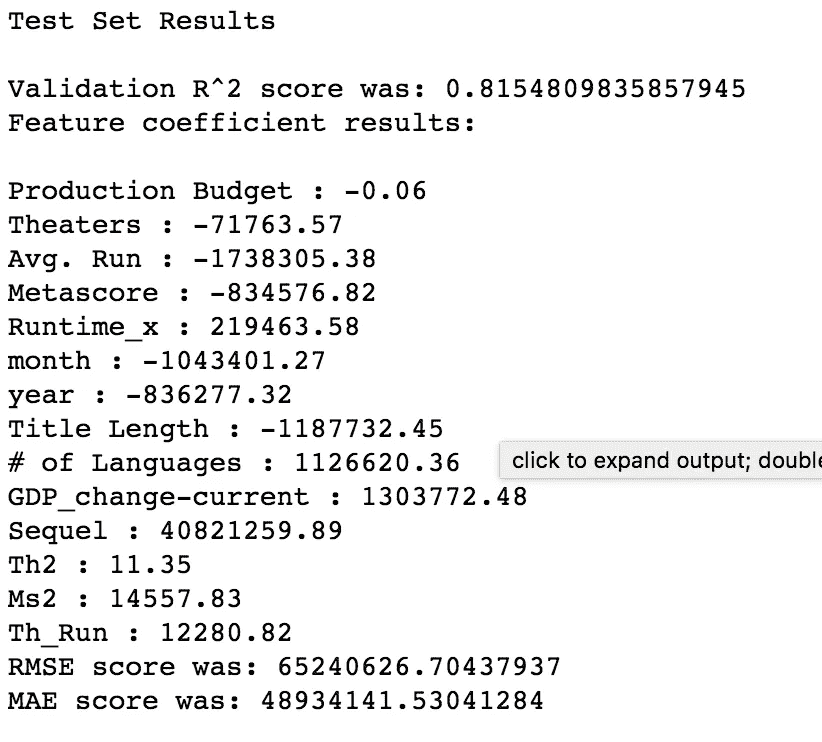 Test Set Results
Validation R^2 score was: 0.8154809835857945
Feature coefficient results:
Production Budget : -0.06
Theaters : -71763.57
Avg. Run : -1738305.38
Metascore : -834576.82
Runtime_x : 219463.58
month : -1043401.27
year : -836277.32
Title Length : -1187732.45
# of Languages : 1126620.36
click to expand output; double
GDP_change-current : 1303772.48
Sequel : 40821259.89
Th2 : 11.35
Ms2 : 14557.83
Th_Run : 12280.82
RMSE score was: 65240626.70437937
MAE score was: 48934141.53041284